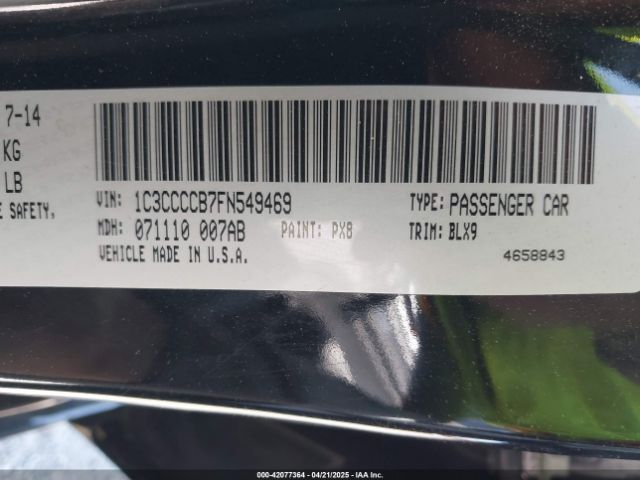 7-14
KG
LB
E SAFETY,
VIN: 1C3CCCCB7FN549469
TYPE: PASSENGER CAR
MDH: 071110 007AB
PAINT: PX8
TRIM: BLX9
VEHICLE MADE IN U.S.A.
4658843
000-42077364 - 04/21/2025 - IAA Inc.